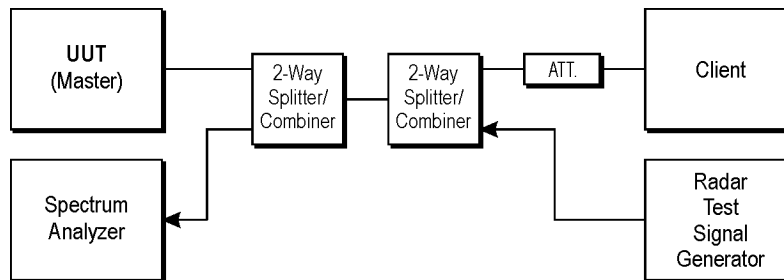 UUT
(Master)
2-Way
Splitter/
Combiner
2-Way
Splitter/
Combiner
ATT.
Client
Spectrum
Analyzer
Radar
Test
Signal
Generator